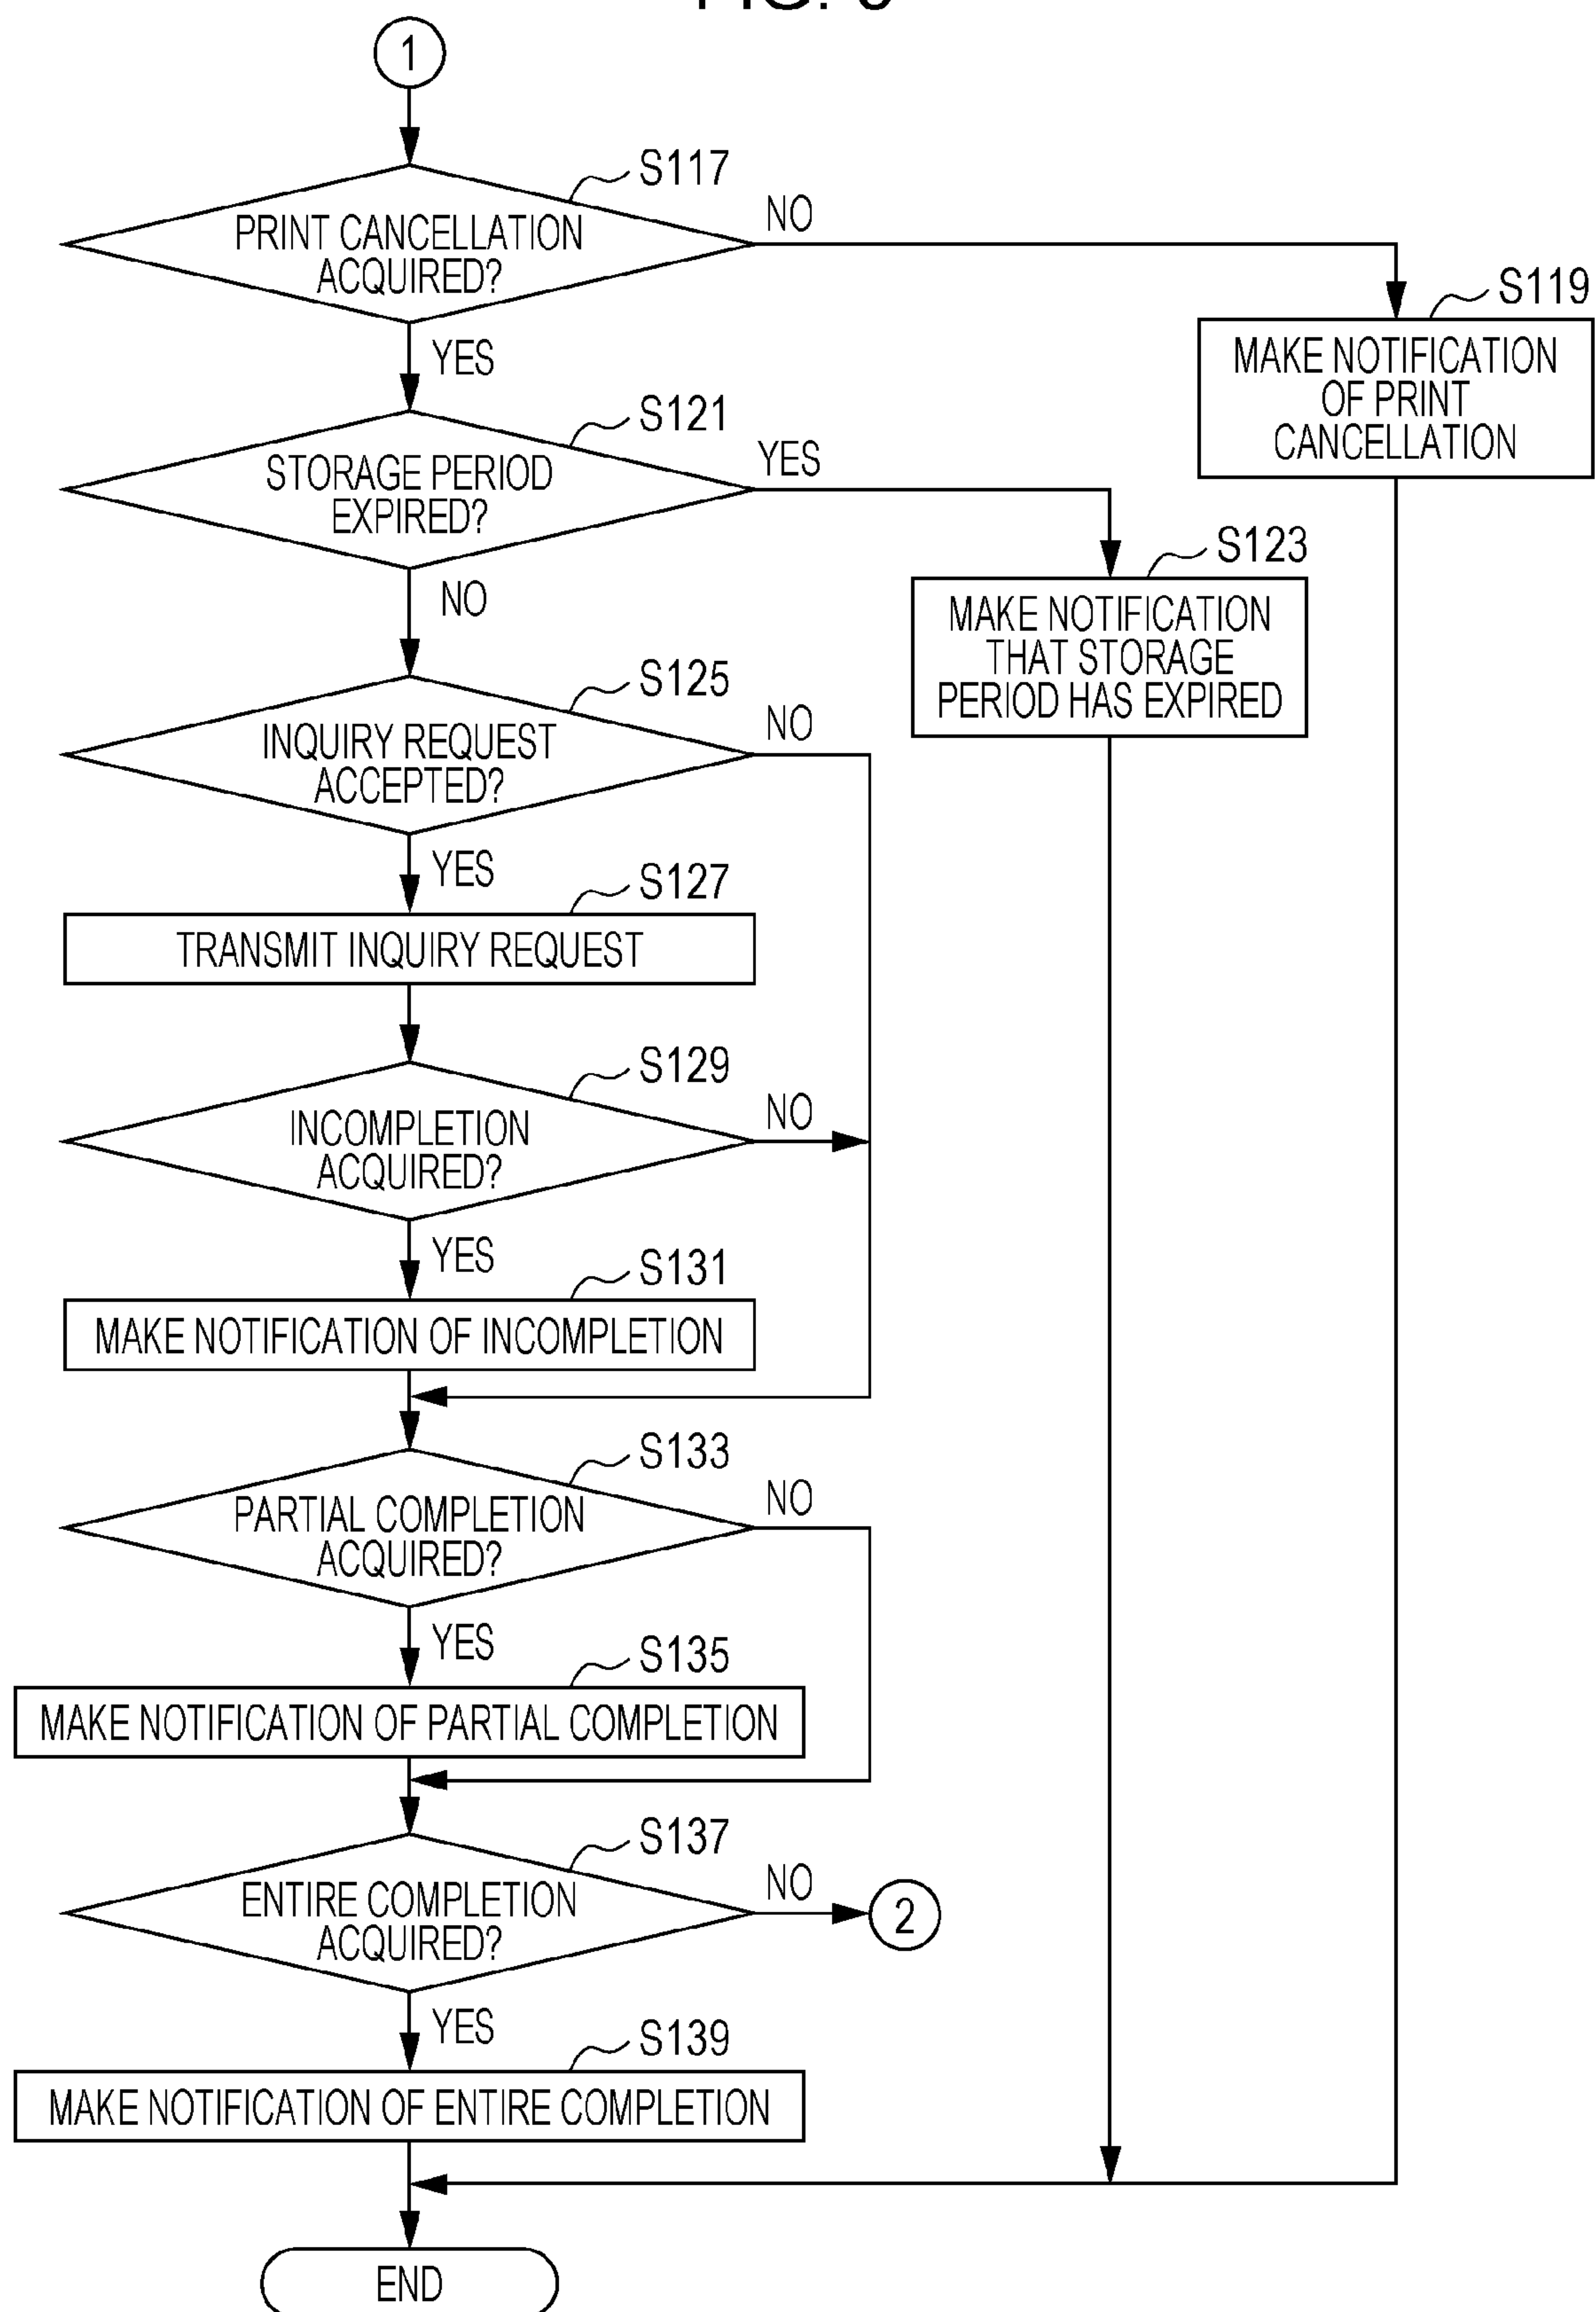 1
S117
PRINT CANCELLATION
ACQUIRED?
NO
YES
S119
MAKE NOTIFICATION
OF PRINT
CANCELLATION
S121
STORAGE PERIOD
EXPIRED?
YES
NO
S123
MAKE NOTIFICATION
THAT STORAGE
PERIOD HAS EXPIRED
S125
INQUIRY REQUEST
ACCEPTED?
NO
YES
S127
TRANSMIT INQUIRY REQUEST
S129
INCOMPLETION
ACQUIRED?
NO
YES
S131
MAKE NOTIFICATION OF INCOMPLETION
S133
PARTIAL COMPLETION
ACQUIRED?
NO
YES
S135
MAKE NOTIFICATION OF PARTIAL COMPLETION
S137
ENTIRE COMPLETION
ACQUIRED?
NO
2
YES
S139
MAKE NOTIFICATION OF ENTIRE COMPLETION
END